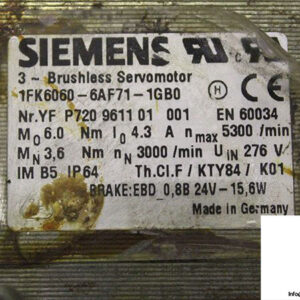 SIEMENS
3 ~ Brushless Servomotor
1FK6060-6AF71-1GB0
Nr.YF P720 9611 01 001 EN 60034
M0 6.0 Nm I0 4.3 A nmax 5300 /min
MN 3,6 Nm nN 3000 /min UIN 276 V
IM B5 IP64 Th.Cl.F / KTY84 / K01
BRAKE:EBD_0,8B 24V-15,6W
Made in Germany